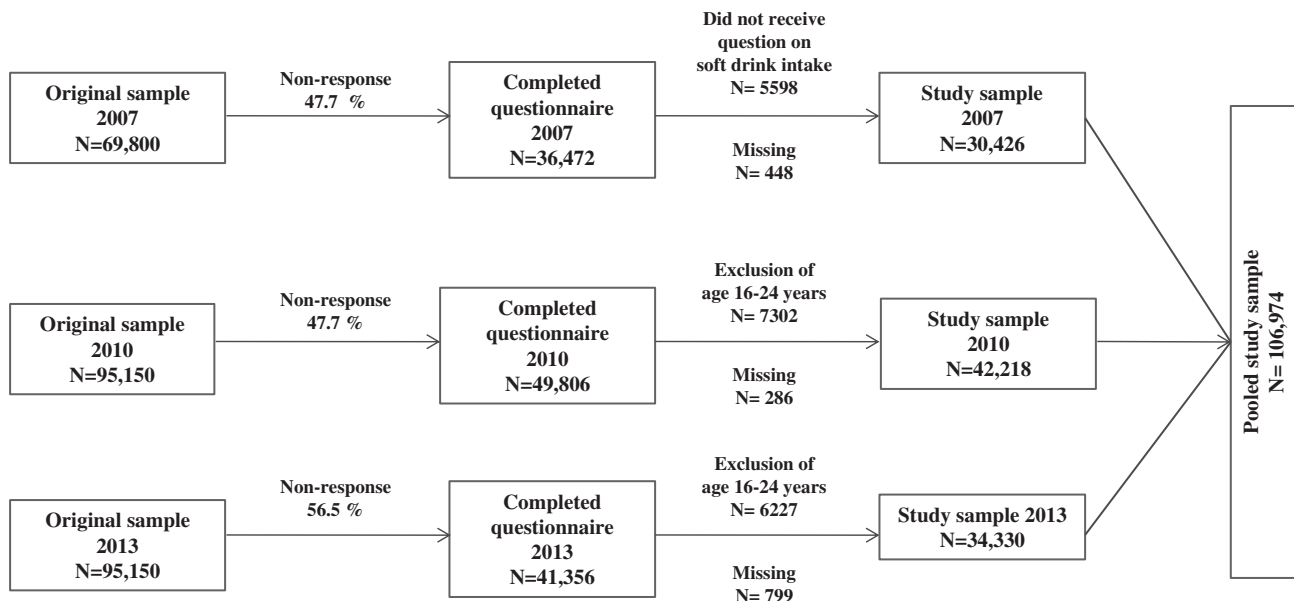 Original sample
2007
N=69,800
Non-response
47.7 %
Completed
questionnaire
2007
N=36,472
Did not receive
question on
soft drink intake
N= 5598
Missing
N= 448
Study sample
2007
N=30,426
Original sample
2010
N=95,150
Non-response
47.7 %
Completed
questionnaire
2010
N=49,806
Exclusion of
age 16-24 years
N= 7302
Missing
N= 286
Study sample
2010
N=42,218
Original sample
2013
N=95,150
Non-response
56.5 %
Completed
questionnaire
2013
N=41,356
Exclusion of
age 16-24 years
N= 6227
Missing
N= 799
Study sample 2013
N=34,330
Pooled study sample
N= 106,974